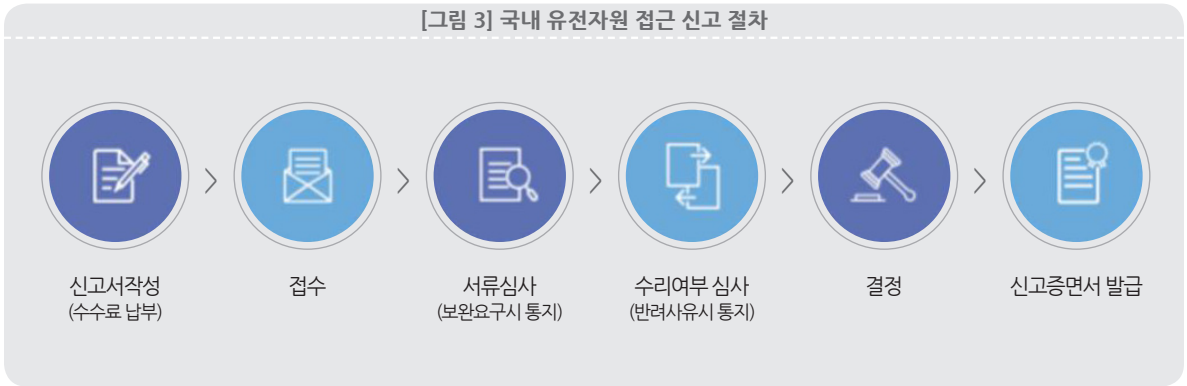 [그림 3] 국내 유전자원 접근 신고 절차
신고서작성
(수수료 납부)
접수
서류심사
(보완요구시 통지)
수리여부 심사
(반려사유시 통지)
결정
신고증명서 발급